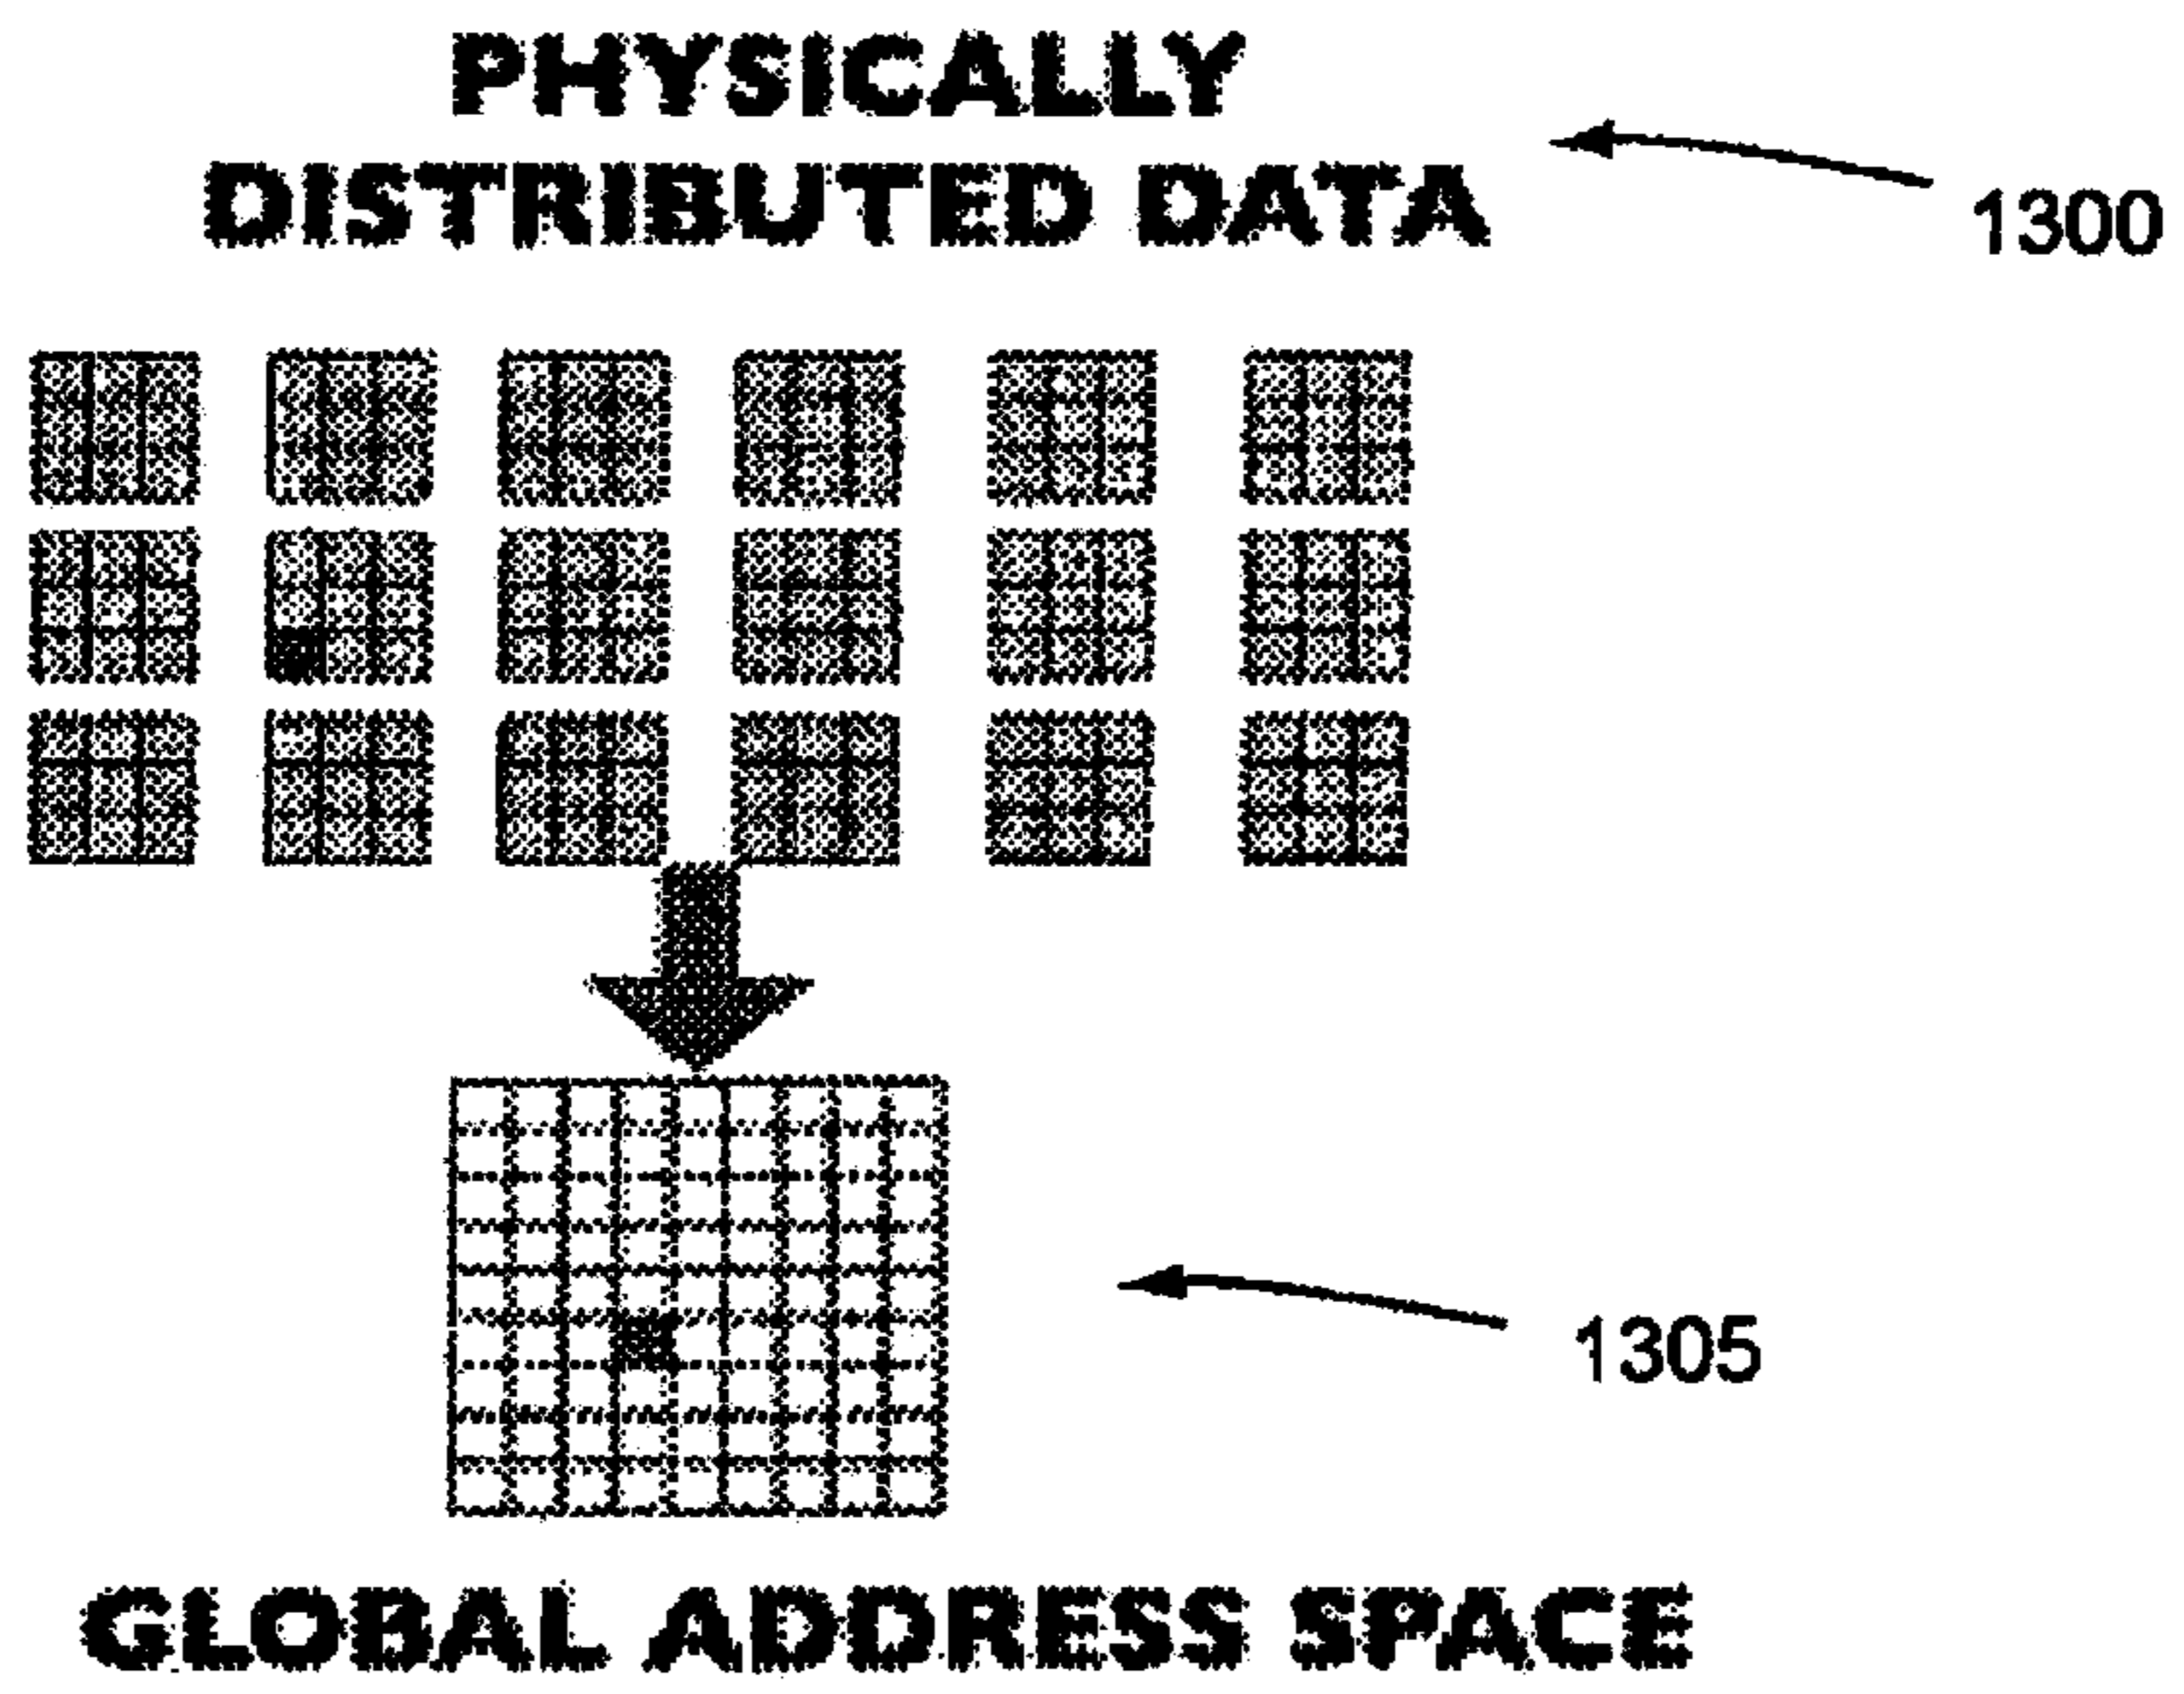 PHYSICALLY
DISTRIBUTED DATA
1300
1305
GLOBAL ADDRESS SPACE